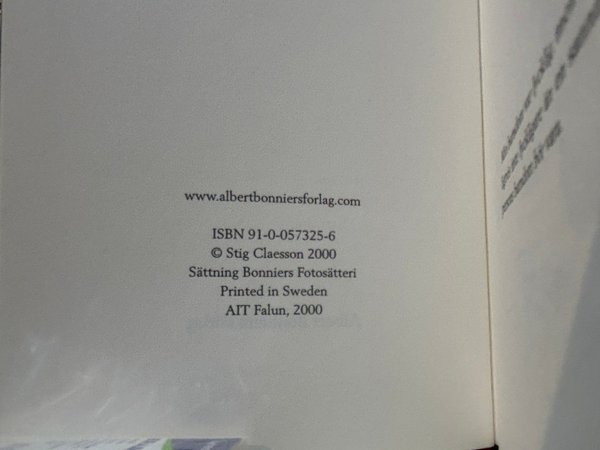 www.albertbonniersforlag.com
ISBN 91-0-057325-6
© Stig Claesson 2000
Sättning Bonniers Fotosätteri
Printed in Sweden
AIT Falun, 2000